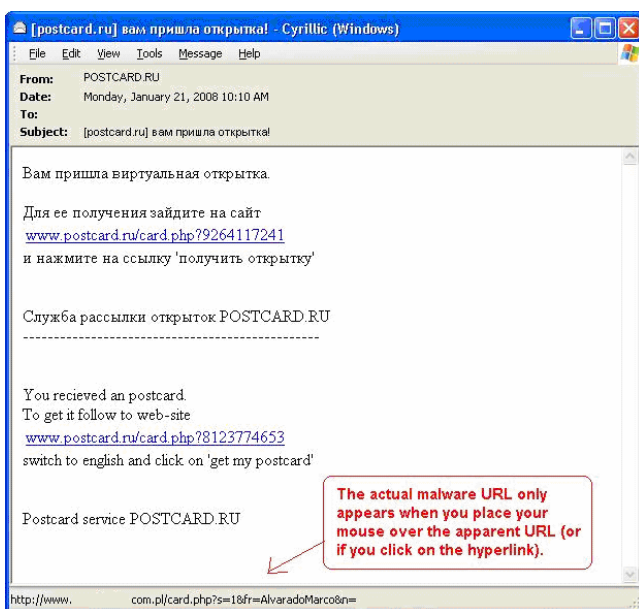 [postcard.ru] вам пришла открытка! - Cyrillic (Windows)
File Edit View Tools Message Help
From: POSTCARD.RU
Date: Monday, January 21, 2008 10:10 AM
To:
Subject: [postcard.ru] вам пришла открытка!
Вам пришла виртуальная открытка.
Для ее получения зайдите на сайт
www.postcard.ru/card.php?9264117241
и нажмите на ссылку 'получить открытку'
Служба рассылки открыток POSTCARD.RU
------------------------------------------------
You recieved an postcard.
To get it follow to web-site
www.postcard.ru/card.php?8123774653
switch to english and click on 'get my postcard'
Postcard service POSTCARD.RU
The actual malware URL only
appears when you place your
mouse over the apparent URL (or
if you click on the hyperlink).
http://www. com.pl/card.php?s=1&fr=AlvaradoMarco&n=